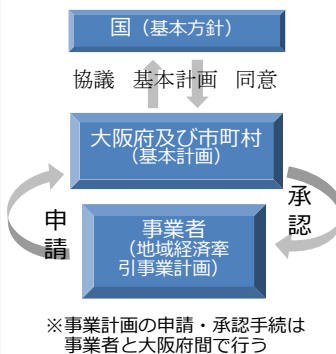 国（基本方針）
協議　基本計画　同意
大阪府及び市町村
（基本計画）
申請
承認
事業者
（地域経済牽
引事業計画）
※事業計画の申請・承認手続は
事業者と大阪府間で行う